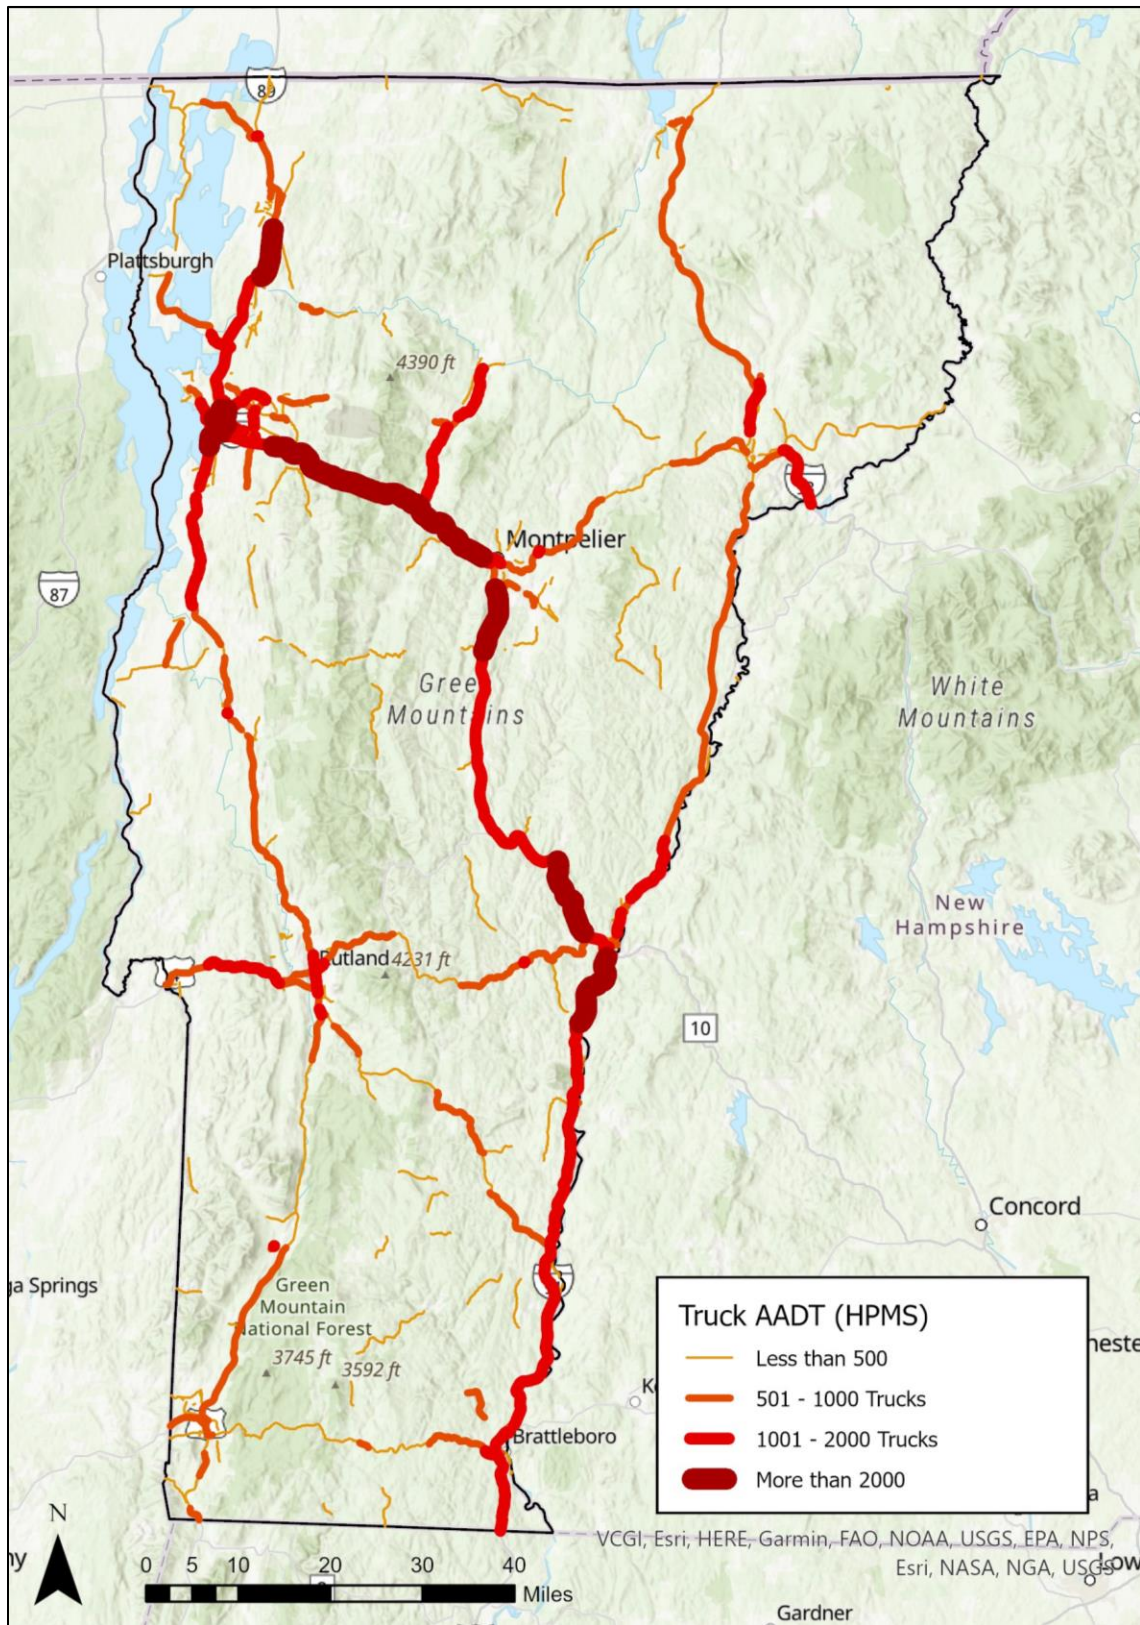 89
Plattsburgh
4390 ft
Montpelier
87
Gree
Mountains
White
Mountains
New
Hampshire
Rutland
4231 ft
10
Concord
ga Springs
Green
Mountain
National Forest
3745 ft
3592 ft
Brattleboro
Truck AADT (HPMS)
Less than 500
501 - 1000 Trucks
1001 - 2000 Trucks
More than 2000
N
0 5 10 20 30 40
Miles
VCGI, Esri, HERE, Garmin, FAO, NOAA, USGS, EPA, NPS,
Esri, NASA, NGA, USGS
Low
Gardner